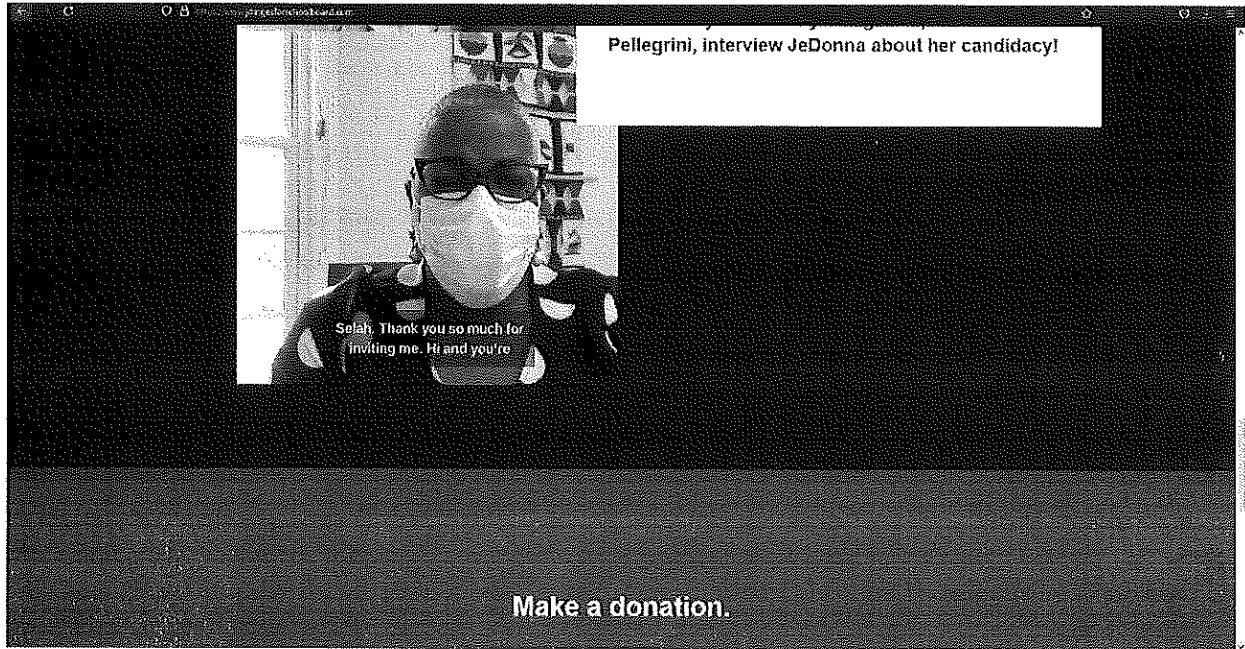 Pellegrini, interview JeDonna about her candidacy!
Selah. Thank you so much for
inviting me. Hi and you're
Make a donation.